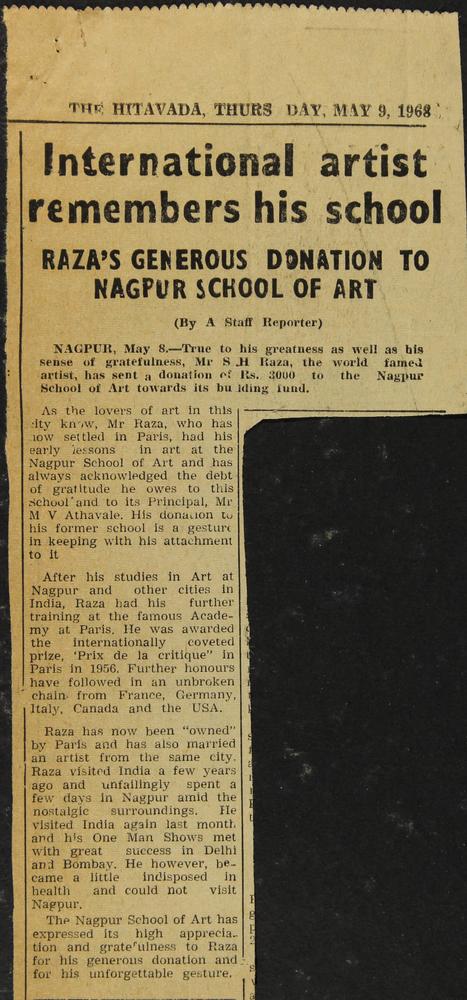 THE HITAVADA, THURS DAY, MAY 9, 1968
International artist
remembers his school
RAZA'S GENEROUS DONATION TO
NAGPUR SCHOOL OF ART
(By A Staff Reporter)
NAGPUR, May 8.—True to his greatness as well as his
sense of gratefulness, Mr S .H Raza, the world famed
artist, has sent a donation of Rs. 3000 to the Nagpur
School of Art towards its bu lding fund.
As the lovers of art in this
city know, Mr Raza, who has
now settled in Paris, had his
early lessons in art at the
Nagpur School of Art and has
always acknowledged the debt
of gratitude he owes to this
school and to its Principal, Mr
M V Athavale. His donation to
his former school is a gesture
in keeping with his attachment
to it
After his studies in Art at
Nagpur and other cities in
India, Raza had his further
training at the famous Acade-
my at Paris. He was awarded
the internationally coveted
prize, 'Prix de la critique" in
Paris in 1956. Further honours
have followed in an unbroken
chain from France, Germany,
Italy, Canada and the USA.
Raza has now been "owned"
by Paris and has also married
an artist from the same city.
Raza visited India a few years
ago and unfailingly spent a
few days in Nagpur amid the
nostalgic surroundings. He
visited India again last month
and his One Man Shows met
with great success in Delhi
and Bombay. He however, be-
came a little indisposed in
health and could not visit
Nagpur.
The Nagpur School of Art has
expressed its high apprecia-
tion and gratefulness to Raza
for his generous donation and
for his unforgettable gesture.